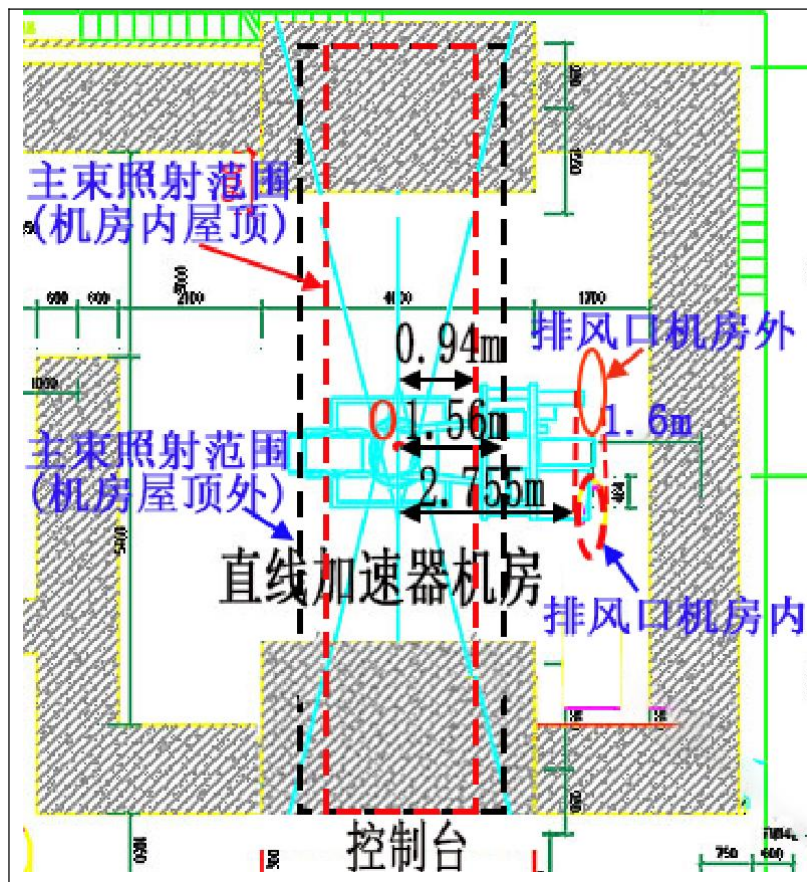 主束照射范围
(机房内屋顶)
600
600
2100
4000
1700
0.94m
排风口机房外
1000
O
1.56m
1.6m
主束照射范围
(机房屋顶外)
2.755m
直线加速器机房
排风口机房内
控制台
750
600